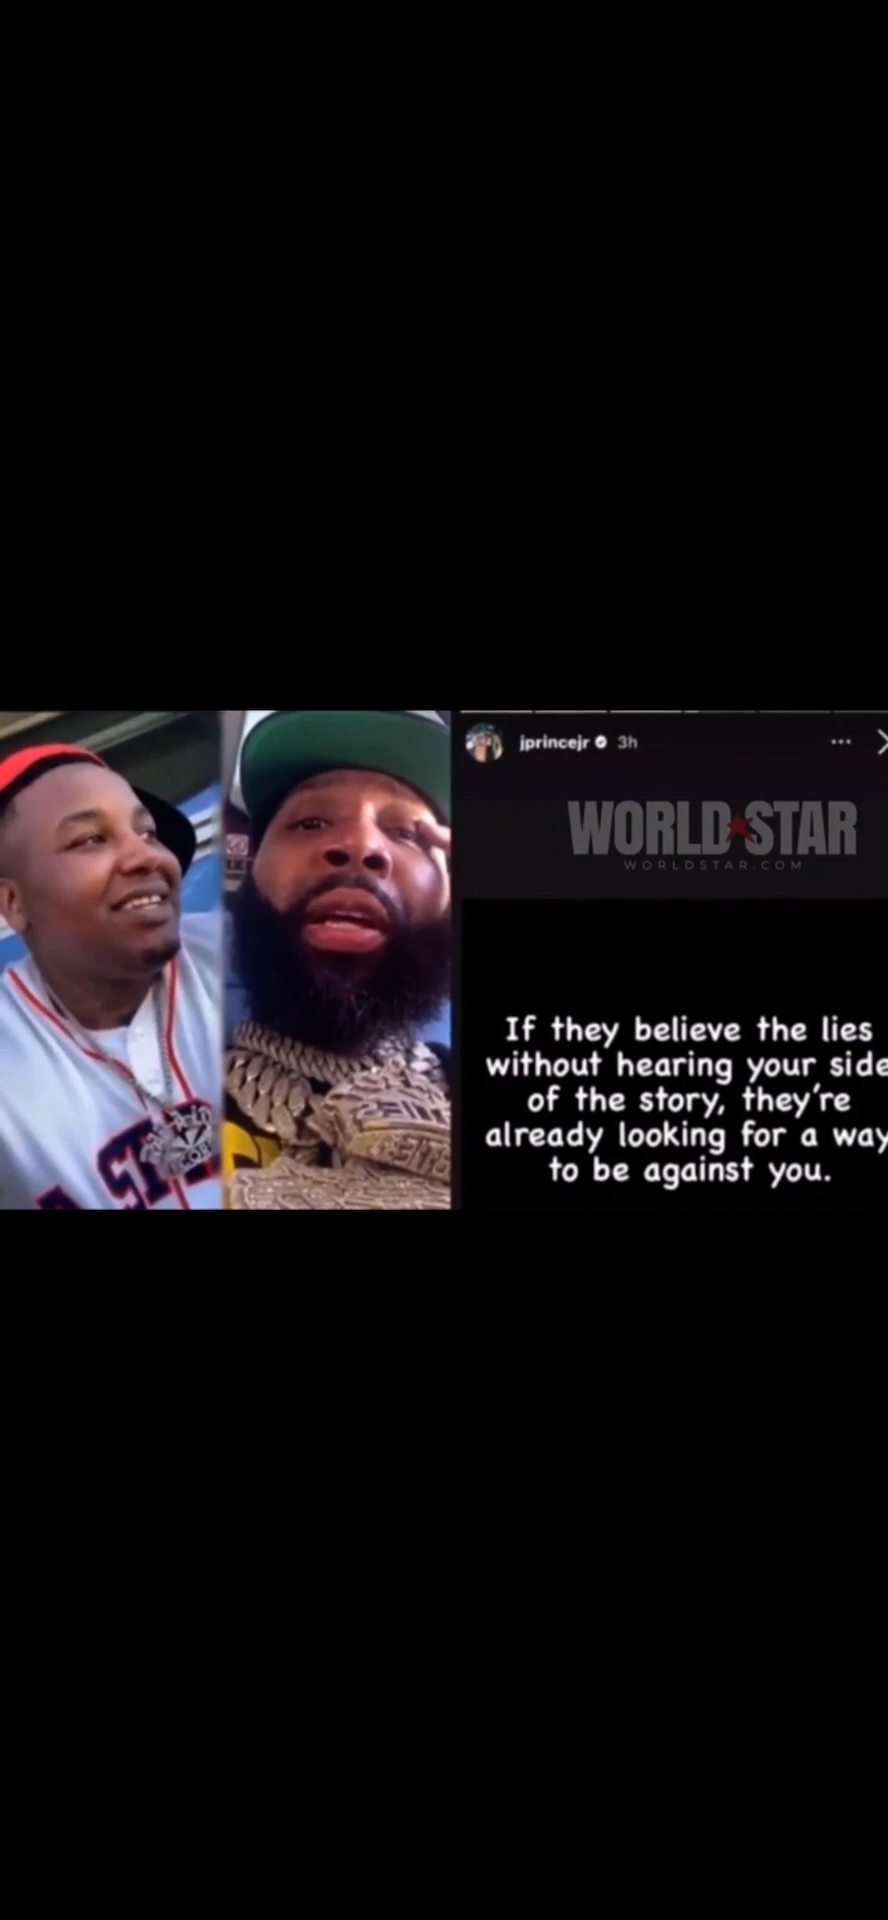 jprincejr 3h
WORLD STAR
WORLDSTAR.COM
If they believe the lies
without hearing your side
of the story, they're
already looking for a way
to be against you.